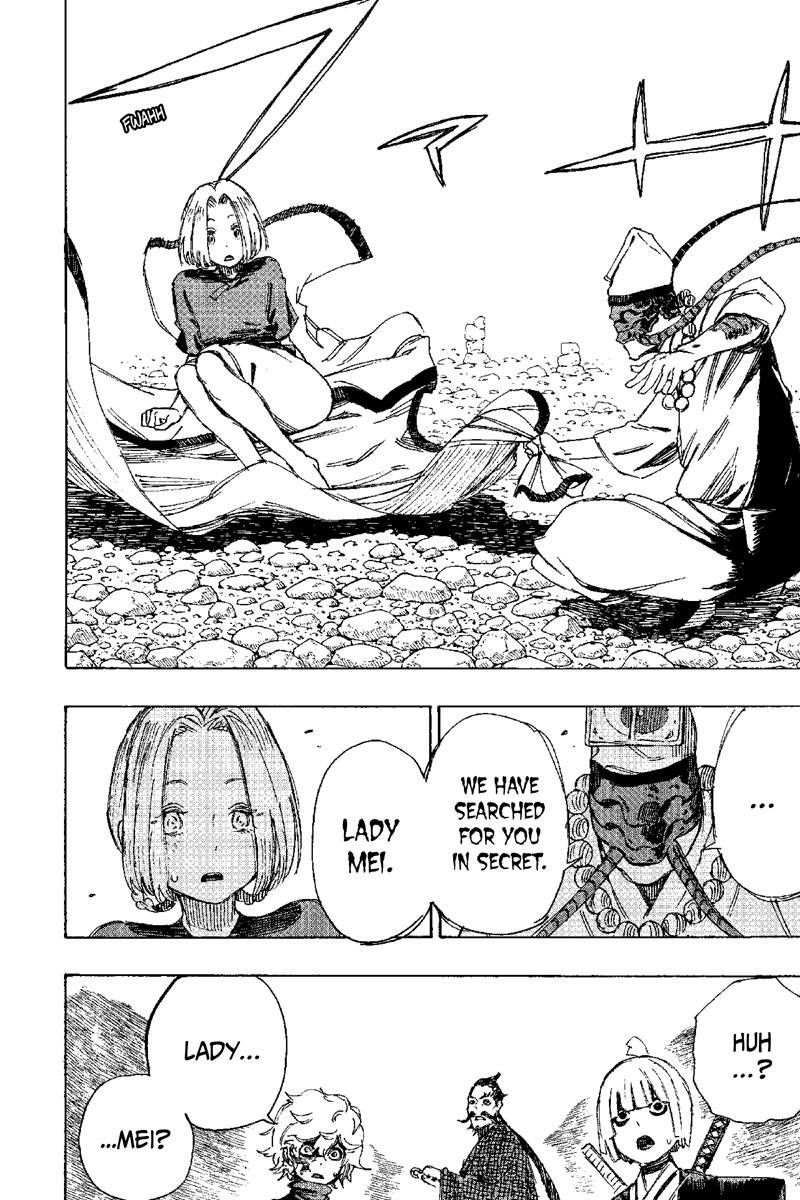 FWAHH
...
WE HAVE
SEARCHED
FOR YOU
IN SECRET.
LADY
MEI.
HUH
...?
LADY...
...MEI?